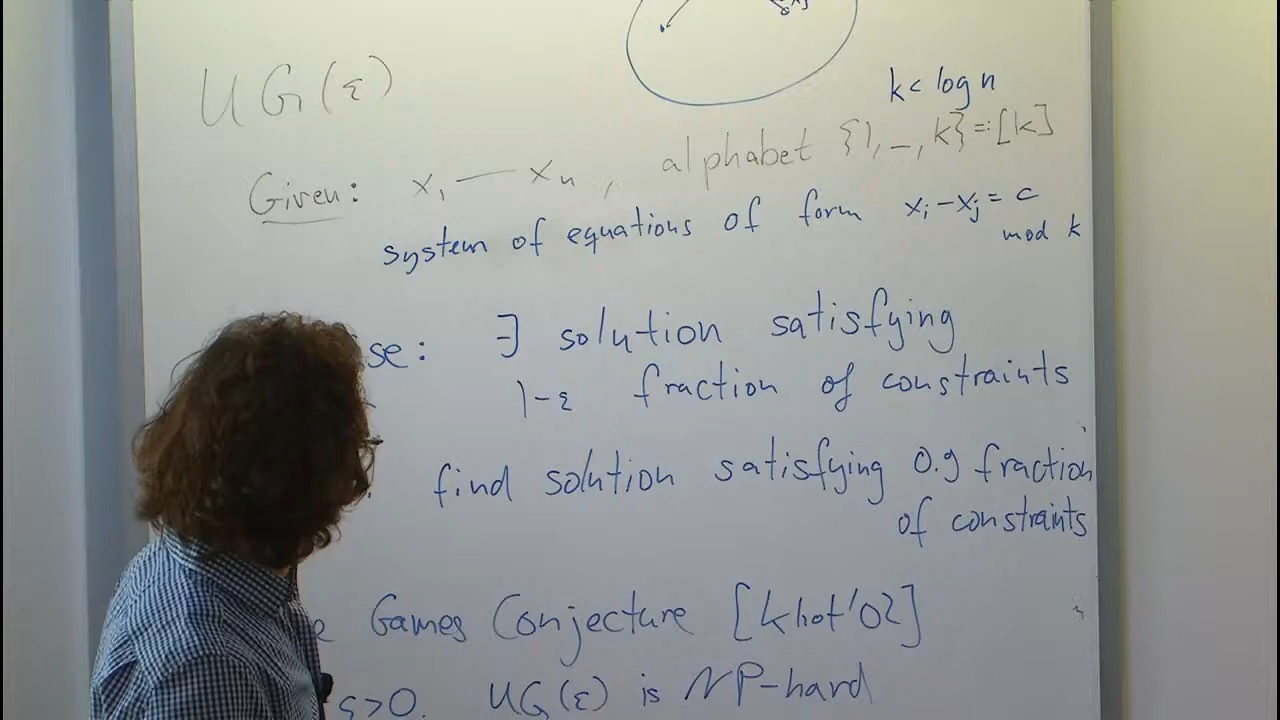 UG(ε)
k < log n
Given: x₁ — xₙ, alphabet {1, –, k} =: [k]
system of equations of form xᵢ - xⱼ = c
mod k
se: ∃ solution satisfying
1-ε fraction of constraints
find solution satisfying 0.9 fraction
of constraints
Games Conjecture [Khot'02]
ε>0. UG(ε) is NP-hard